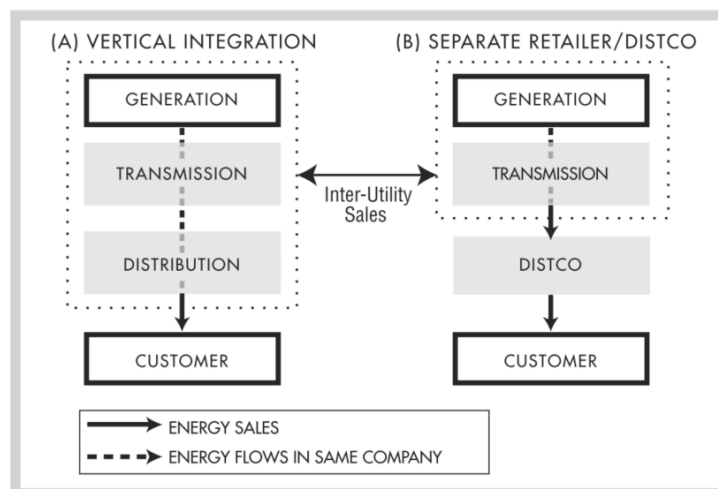 (A) VERTICAL INTEGRATION
GENERATION
TRANSMISSION
DISTRIBUTION
CUSTOMER
Inter-Utility
Sales
(B) SEPARATE RETAILER/DISTCO
GENERATION
TRANSMISSION
DISTCO
CUSTOMER
ENERGY SALES
ENERGY FLOWS IN SAME COMPANY